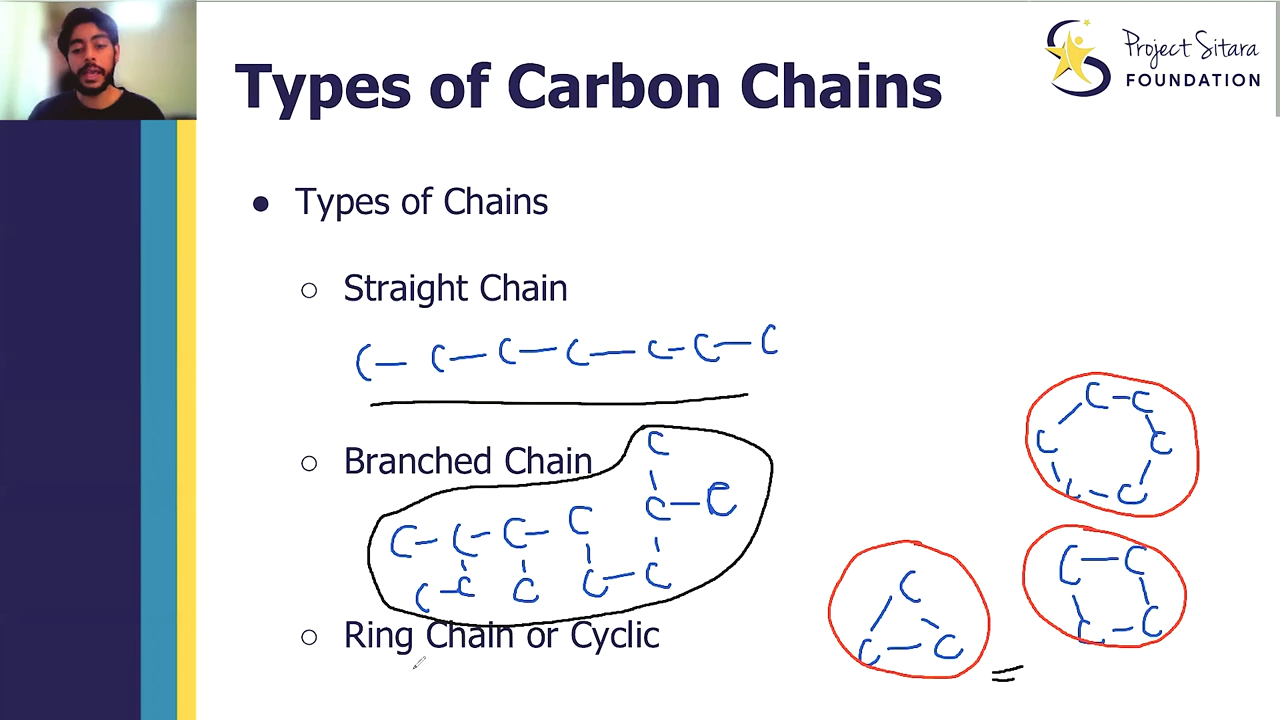 Types of Carbon Chains
Project Sitara
FOUNDATION
● Types of Chains
○ Straight Chain
C — C — C — C — C — C — C
○ Branched Chain
C
C — C
C — C — C — C
C — C C C — C
○ Ring Chain or Cyclic
C — C
C C
C — C
C — C
C — C
C
C — C
=